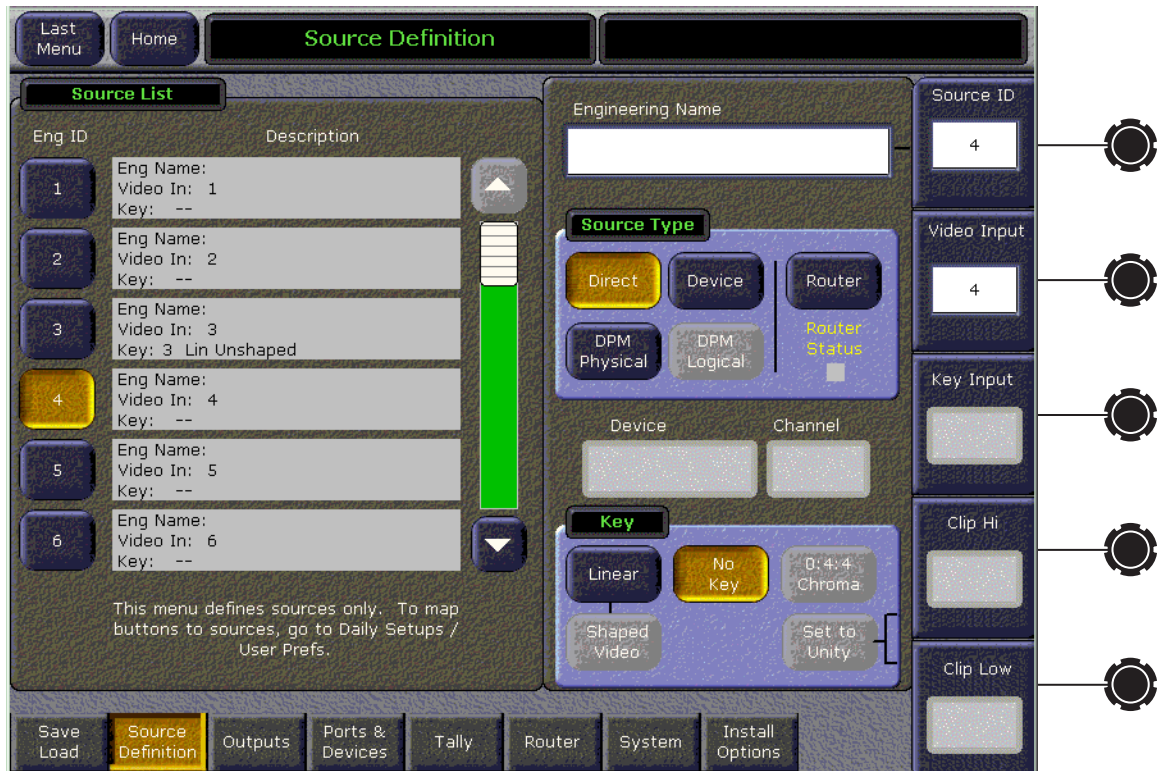 Last
Menu
Home
Source Definition
Source List
Eng ID
Description
1
Eng Name:
Video In: 1
Key: --
2
Eng Name:
Video In: 2
Key: --
3
Eng Name:
Video In: 3
Key: 3 Lin Unshaped
4
Eng Name:
Video In: 4
Key: --
5
Eng Name:
Video In: 5
Key: --
6
Eng Name:
Video In: 6
Key: --
This menu defines sources only. To map
buttons to sources, go to Daily Setups /
User Prefs.
Engineering Name
Source Type
Direct
Device
Router
DPM
Physical
DPM
Logical
Router
Status
Device
Channel
Key
Linear
No
Key
0:4:4
Chroma
Shaped
Video
Set to
Unity
Source ID
4
Video Input
4
Key Input
Clip Hi
Clip Low
Save
Load
Source
Definition
Outputs
Ports &
Devices
Tally
Router
System
Install
Options